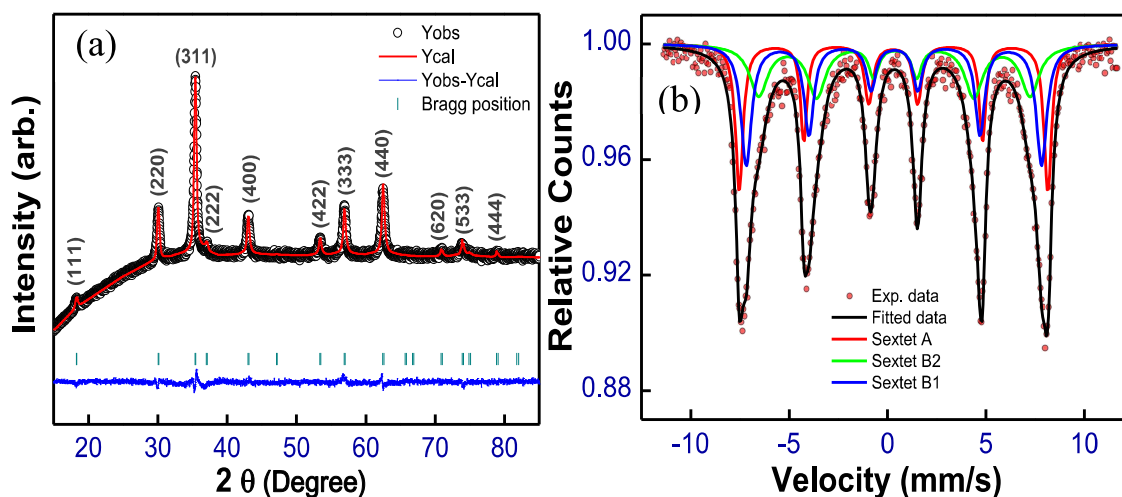 (a)
Yobs
Ycal
Yobs-Ycal
Bragg position
(111)
(220)
(311)
(222)
(400)
(422)
(333)
(440)
(620)
(533)
(444)
Intensity (arb.)
20 30 40 50 60 70 80
2 θ (Degree)
(b)
1.00
0.96
0.92
0.88
Relative Counts
Exp. data
Fitted data
Sextet A
Sextet B2
Sextet B1
-10 -5 0 5 10
Velocity (mm/s)